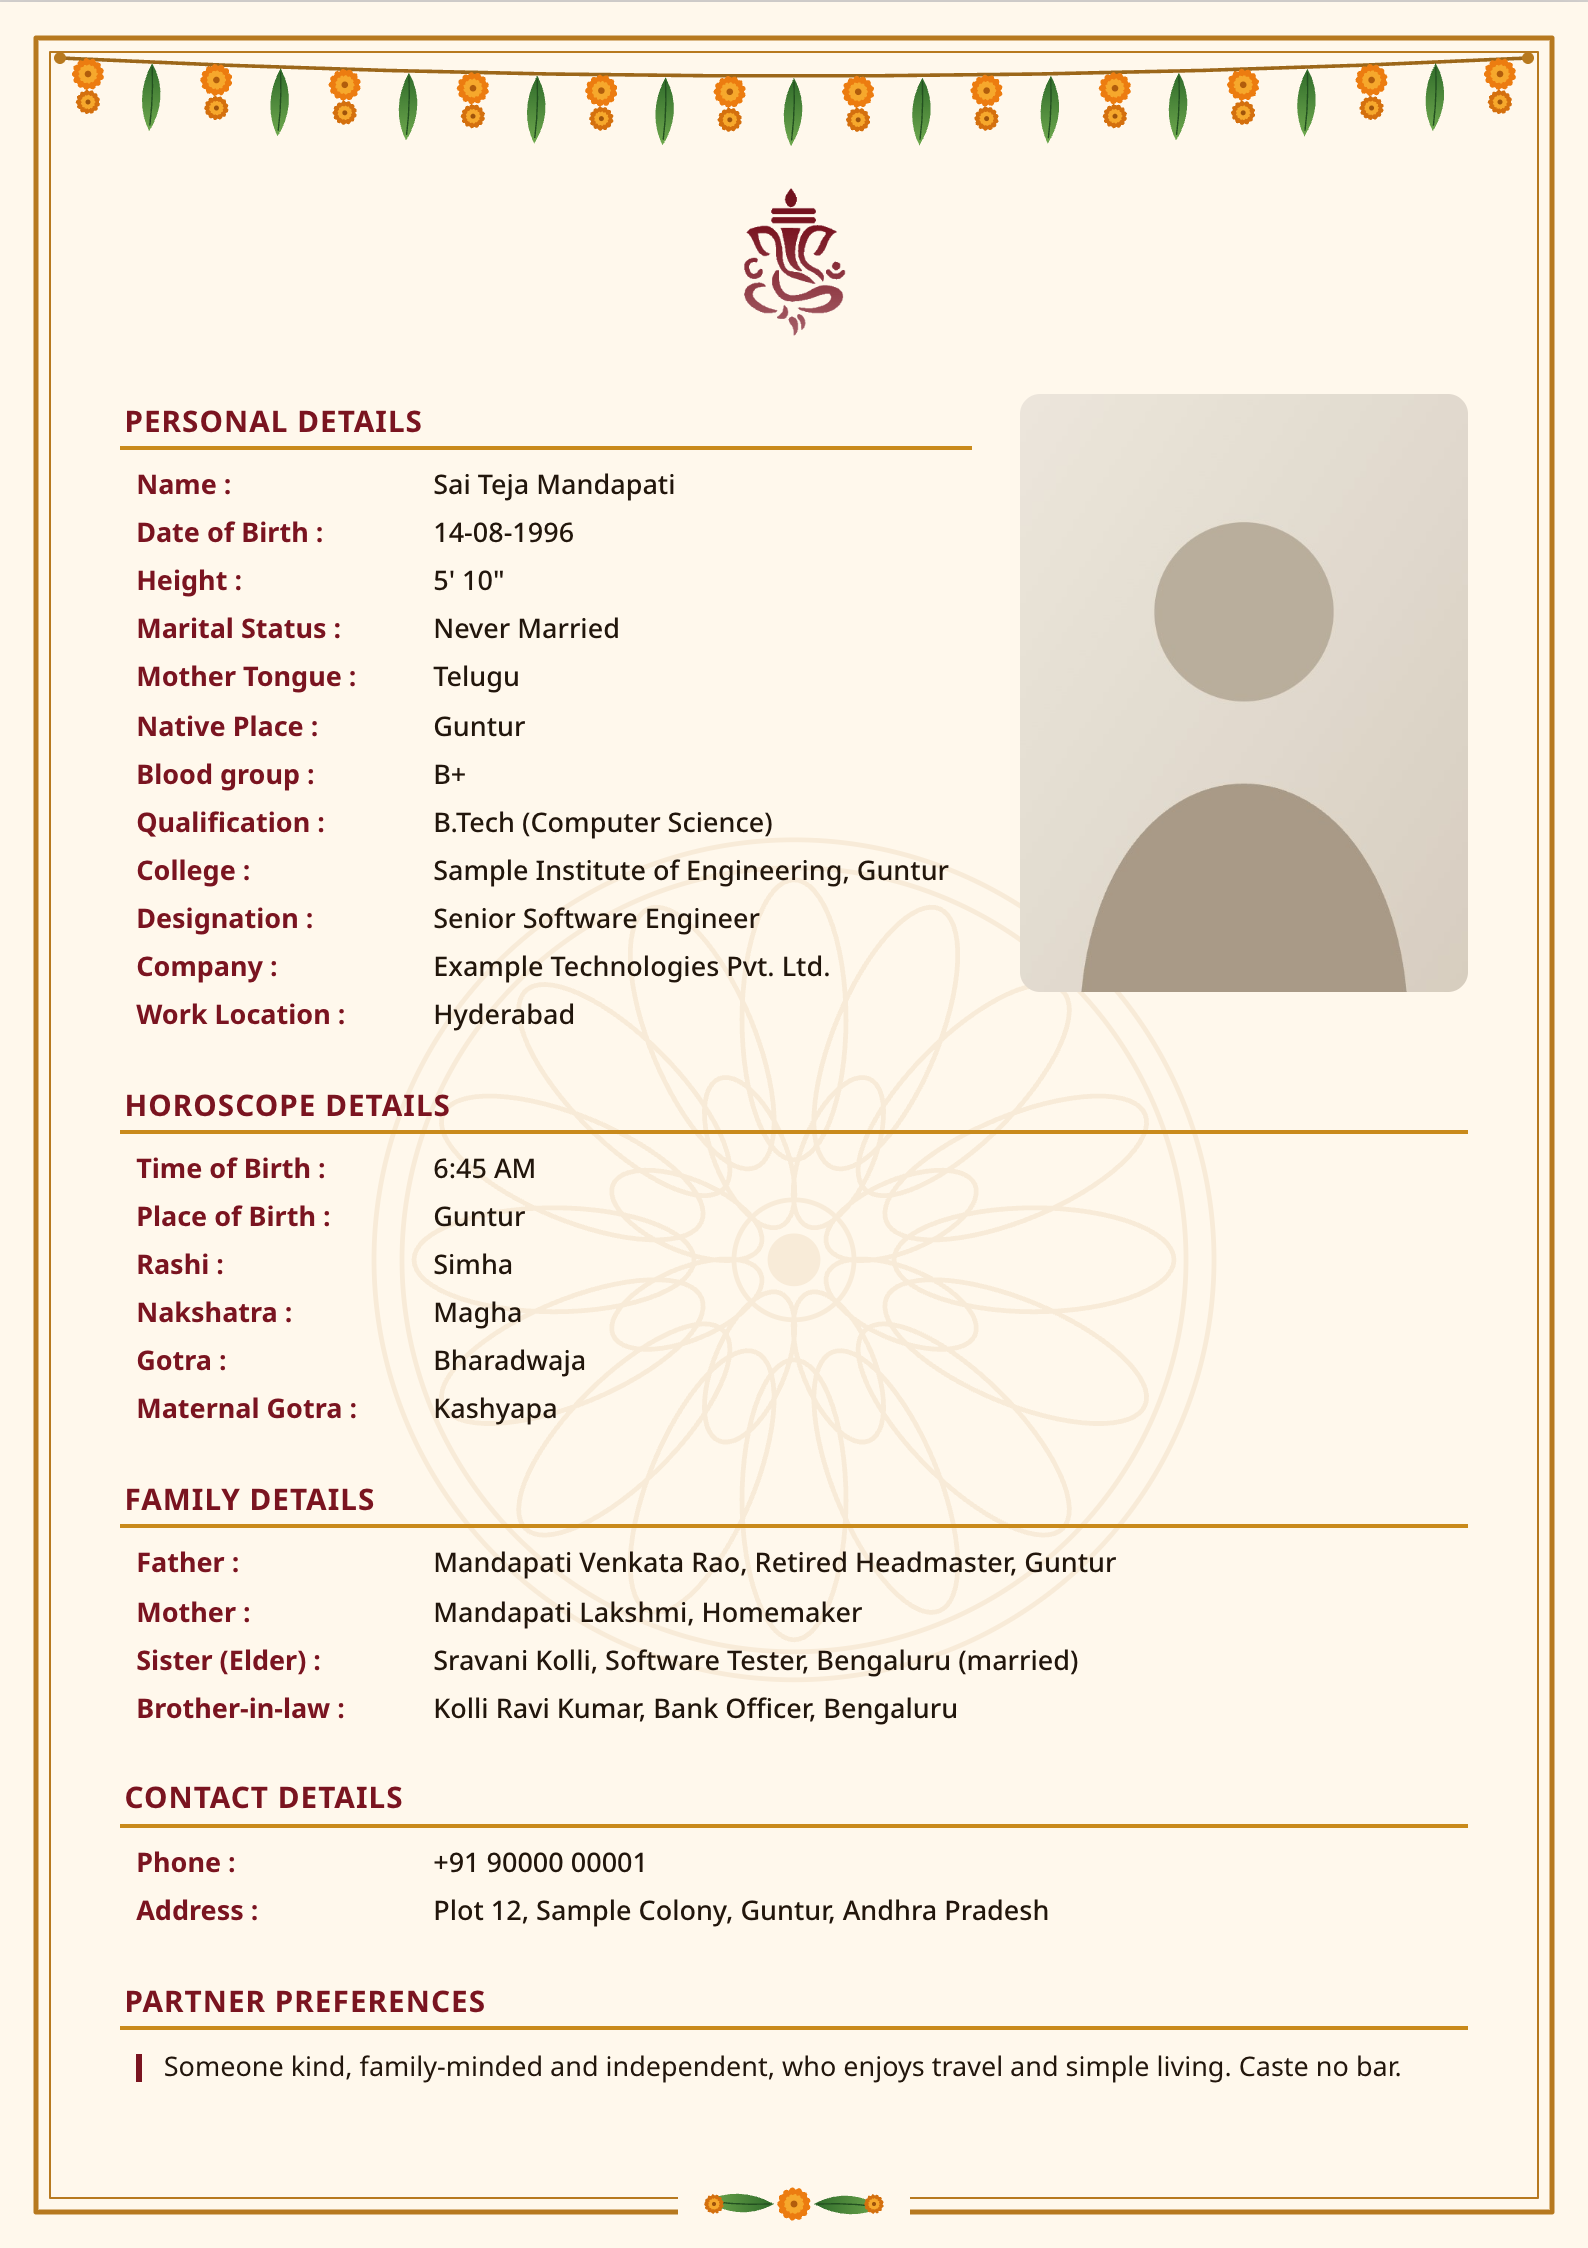 PERSONAL DETAILS
Name : Sai Teja Mandapati
Date of Birth : 14-08-1996
Height : 5' 10"
Marital Status : Never Married
Mother Tongue : Telugu
Native Place : Guntur
Blood group : B+
Qualification : B.Tech (Computer Science)
College : Sample Institute of Engineering, Guntur
Designation : Senior Software Engineer
Company : Example Technologies Pvt. Ltd.
Work Location : Hyderabad
HOROSCOPE DETAILS
Time of Birth : 6:45 AM
Place of Birth : Guntur
Rashi : Simha
Nakshatra : Magha
Gotra : Bharadwaja
Maternal Gotra : Kashyapa
FAMILY DETAILS
Father : Mandapati Venkata Rao, Retired Headmaster, Guntur
Mother : Mandapati Lakshmi, Homemaker
Sister (Elder) : Sravani Kolli, Software Tester, Bengaluru (married)
Brother-in-law : Kolli Ravi Kumar, Bank Officer, Bengaluru
CONTACT DETAILS
Phone : +91 90000 00001
Address : Plot 12, Sample Colony, Guntur, Andhra Pradesh
PARTNER PREFERENCES
Someone kind, family-minded and independent, who enjoys travel and simple living. Caste no bar.